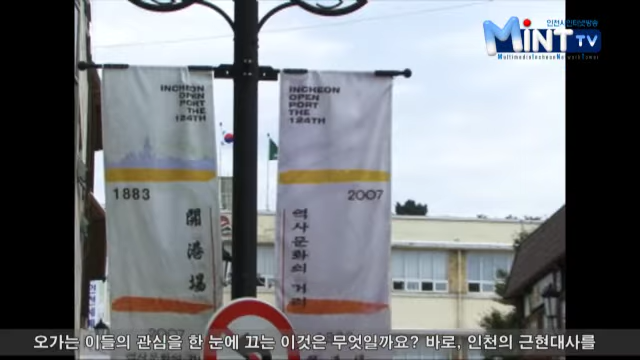 인천시인터넷방송
MINT TV
Multimedia Incheon Network Tower
INCHEON
OPEN
PORT
THE
124TH
1883
開港場
INCHEON
OPEN
PORT
THE
124TH
2007
역사문화의 거리
오가는 이들의 관심을 한 눈에 끄는 이것은 무엇일까요? 바로, 인천의 근현대사를